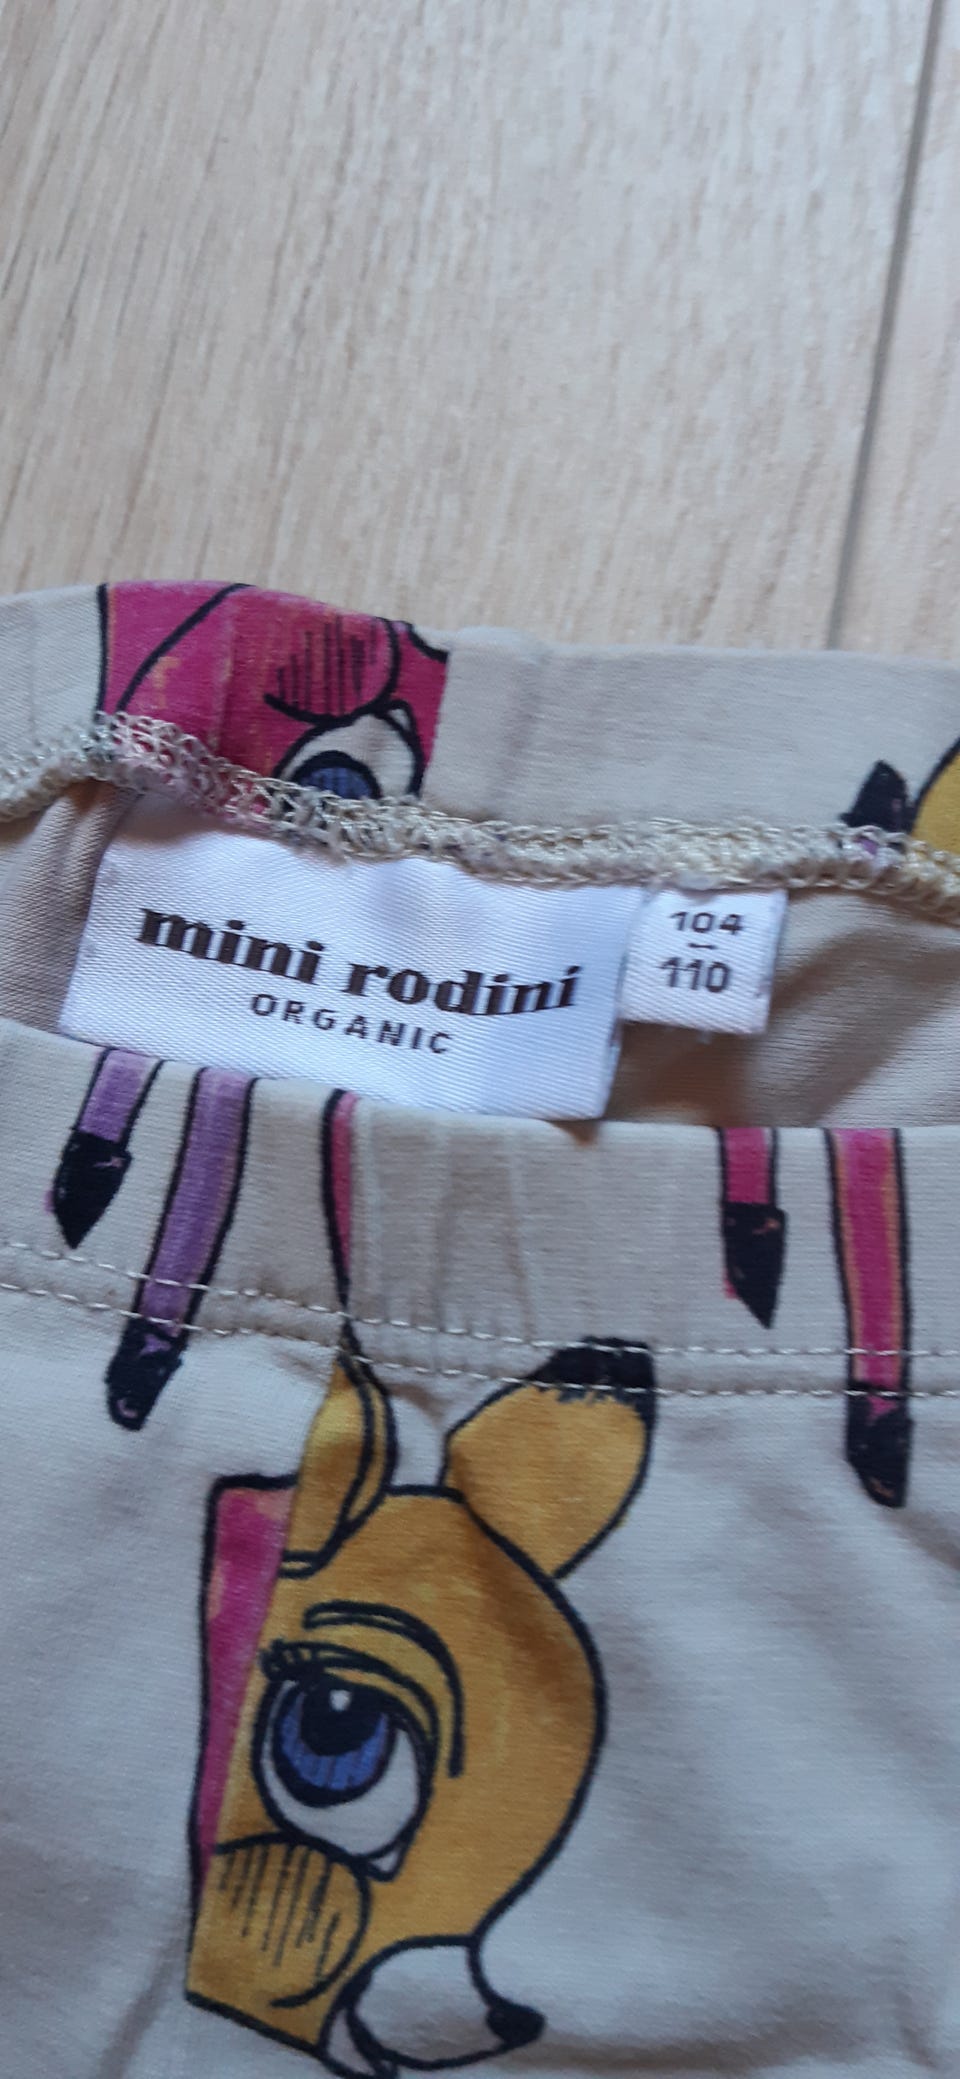 mini rodini
ORGANIC
104
–
110